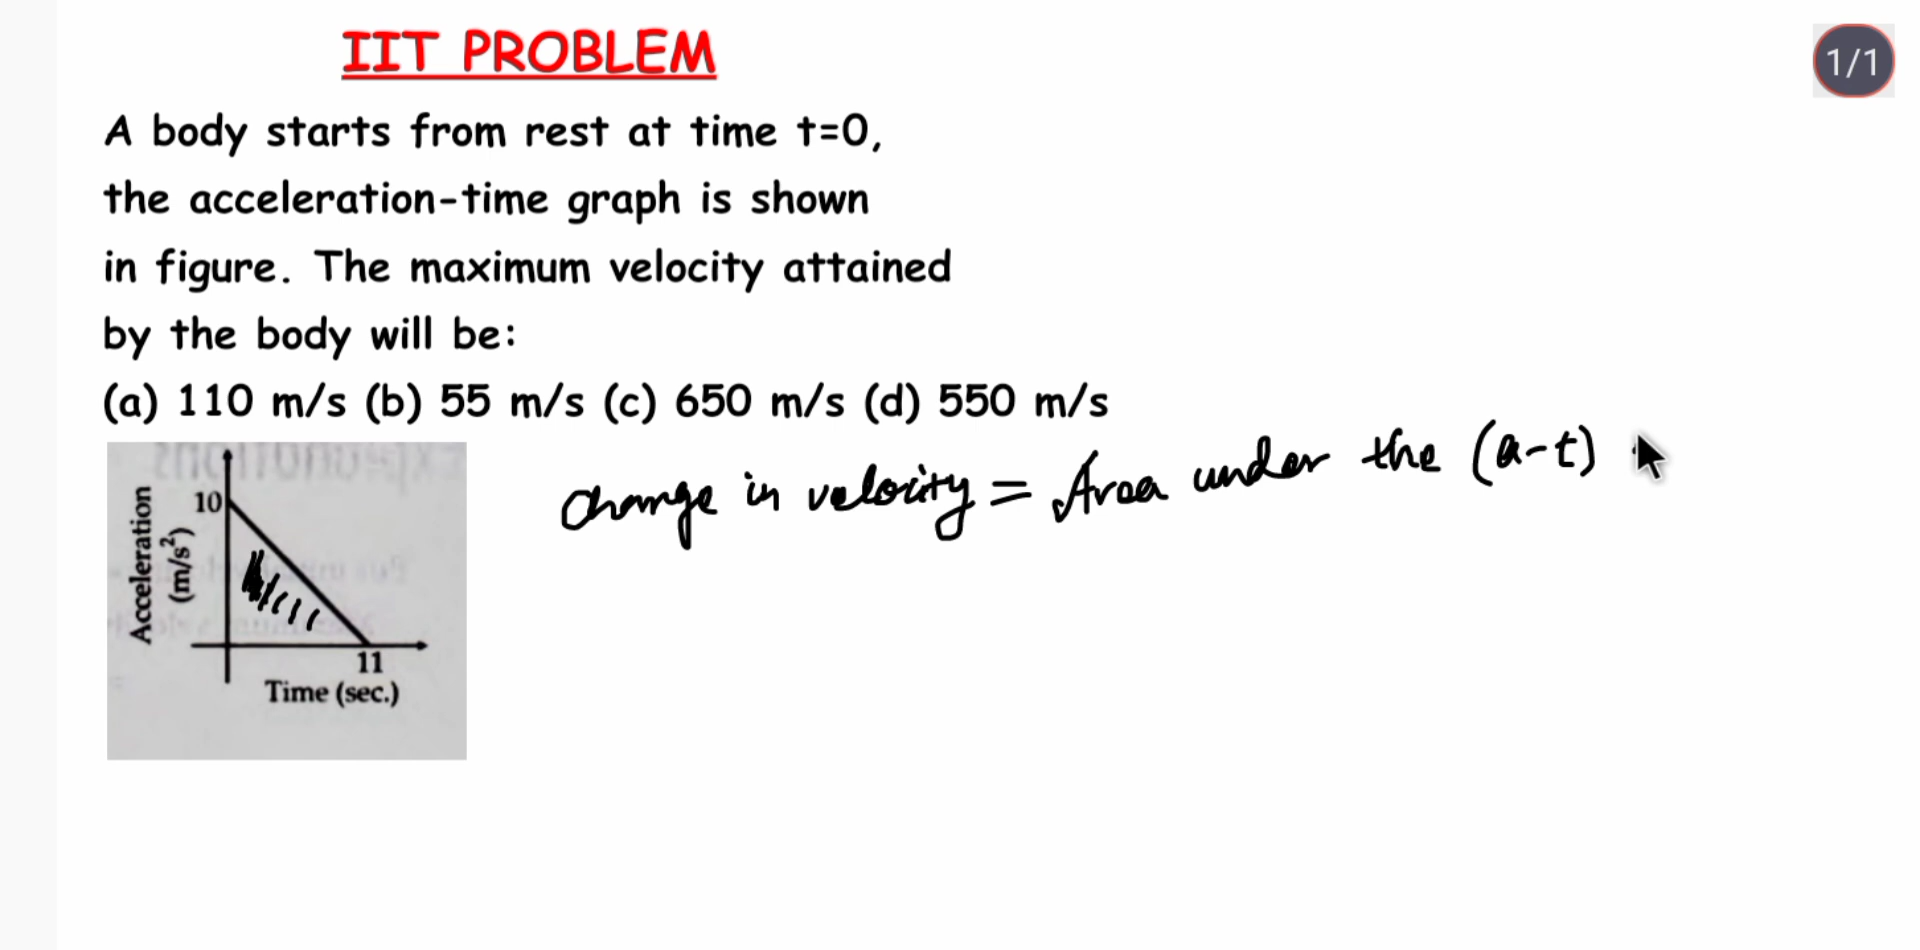 IIT PROBLEM
1/1
A body starts from rest at time t=0,
the acceleration-time graph is shown
in figure. The maximum velocity attained
by the body will be:
(a) 110 m/s (b) 55 m/s (c) 650 m/s (d) 550 m/s
change in velocity = Area under the (a-t)
10
Acceleration
(m/s²)
11
Time (sec.)